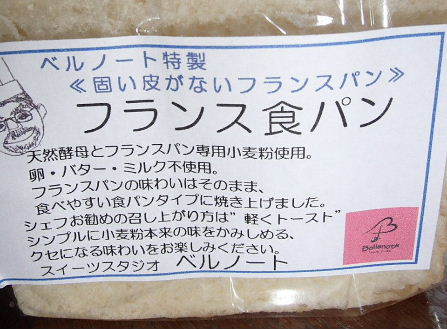 ベルノート特製
≪固い皮がないフランスパン≫
フランス食パン
天然酵母とフランスパン専用小麦粉使用。
卵・バター・ミルク不使用。
フランスパンの味わいはそのまま、
食べやすい食パンタイプに焼き上げました。
シェフお勧めの召し上がり方は”軽くトースト”
シンプルに小麦粉本来の味をかみしめる、
クセになる味わいをお楽しみください。
スイーツスタジオ ベルノート